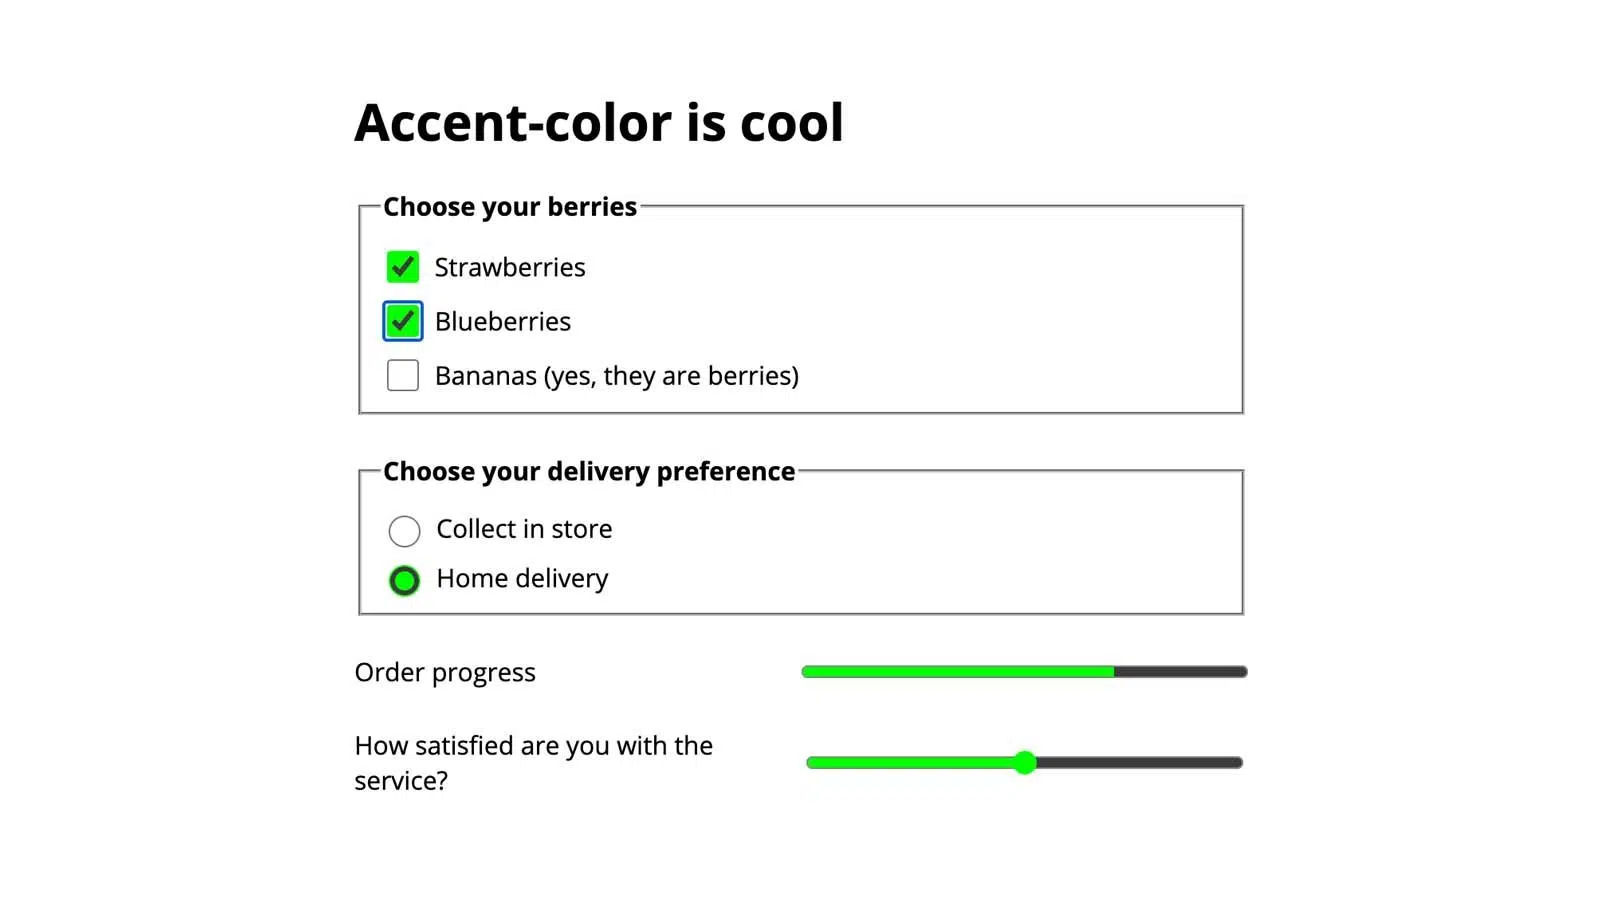 Accent-color is cool
Choose your berries
Strawberries
Blueberries
Bananas (yes, they are berries)
Choose your delivery preference
Collect in store
Home delivery
Order progress
How satisfied are you with the
service?